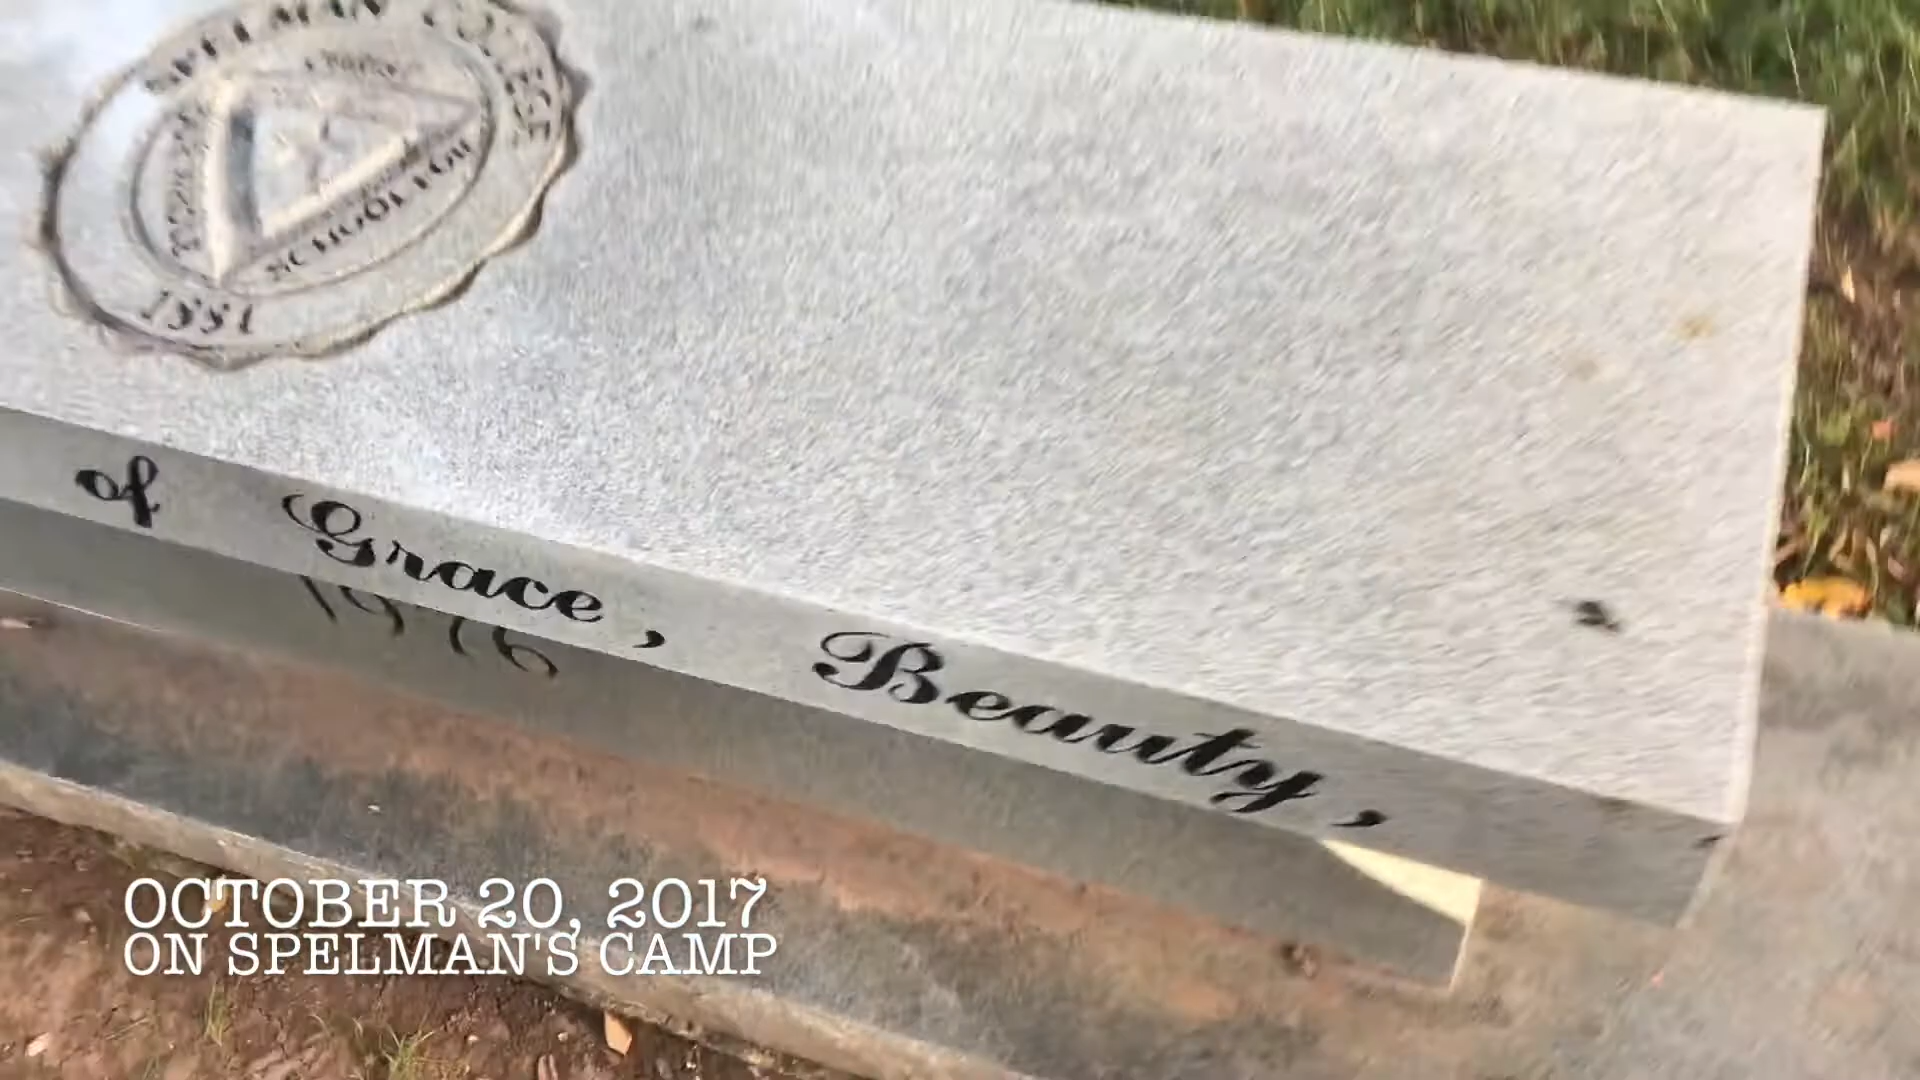 SPELMAN COLLEGE
1881
of Grace, Beauty,
1976
OCTOBER 20, 2017
ON SPELMAN'S CAMP